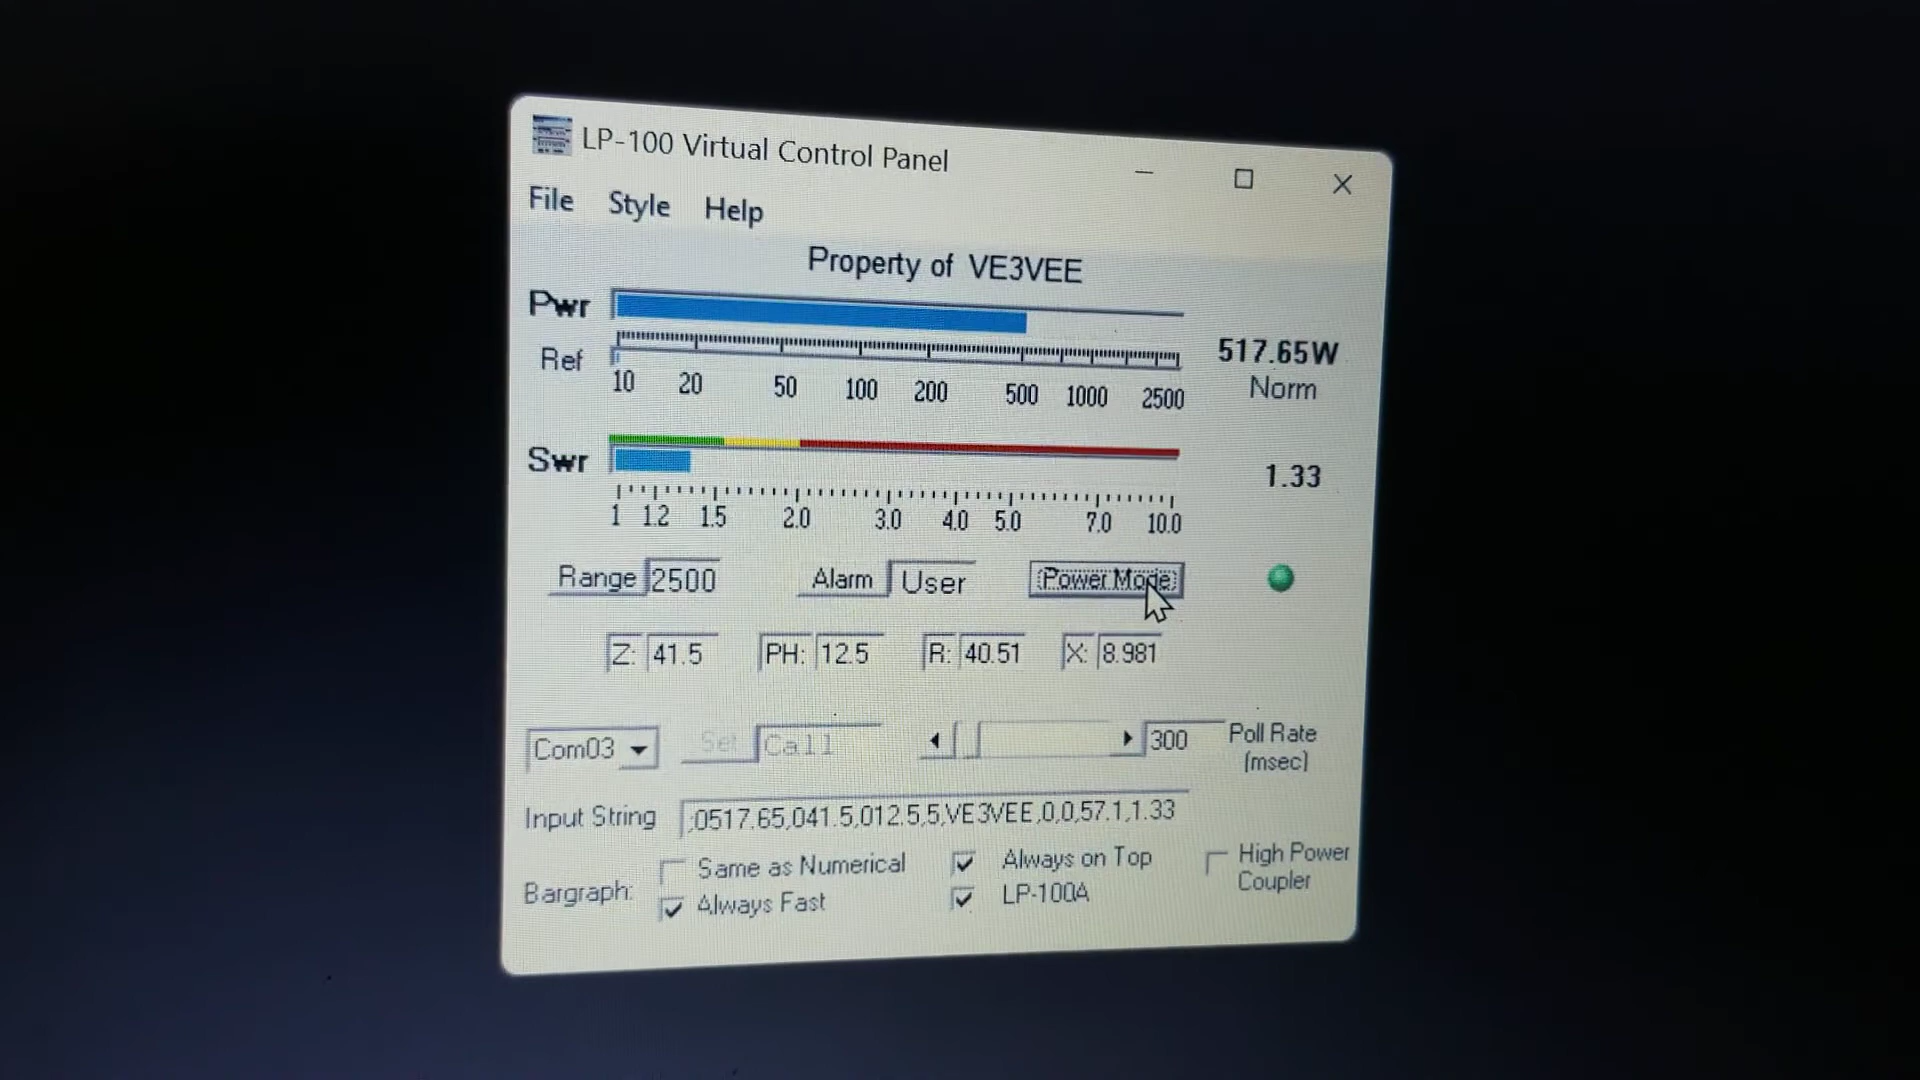 LP-100 Virtual Control Panel
File Style Help
Property of VE3VEE
Pwr
Ref
517.65W
Norm
10 20 50 100 200 500 1000 2500
Swr
1.33
1 1.2 1.5 2.0 3.0 4.0 5.0 7.0 10.0
Range 2500 Alarm User Power Mode
Z: 41.5 PH: 12.5 R: 40.51 X: 8.981
Com03 Set Call 300 Poll Rate
(msec)
Input String ;0517.65,041.5,012.5,5,VE3VEE,0,0,57.1,1.33
Bargraph: Same as Numerical Always on Top High Power
Coupler
Always Fast LP-100A